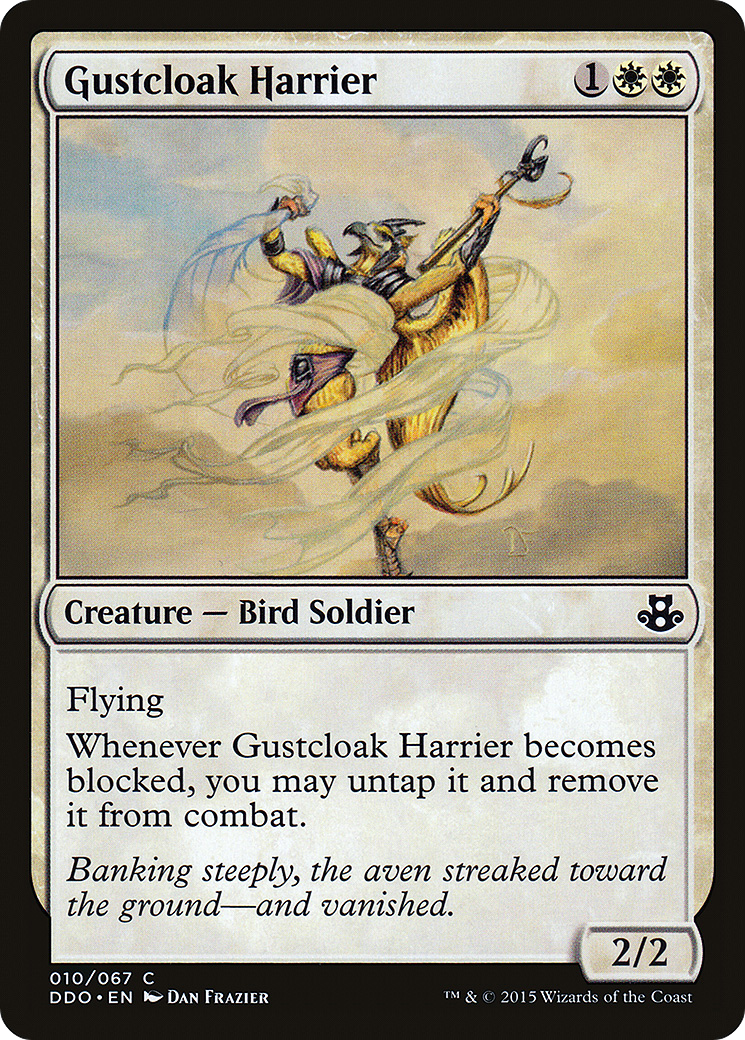 Gustcloak Harrier 1
Creature — Bird Soldier
Flying
Whenever Gustcloak Harrier becomes
blocked, you may untap it and remove
it from combat.
Banking steeply, the aven streaked toward
the ground—and vanished.
2/2
010/067 C
DDO • EN Dan Frazier
™ & © 2015 Wizards of the Coast